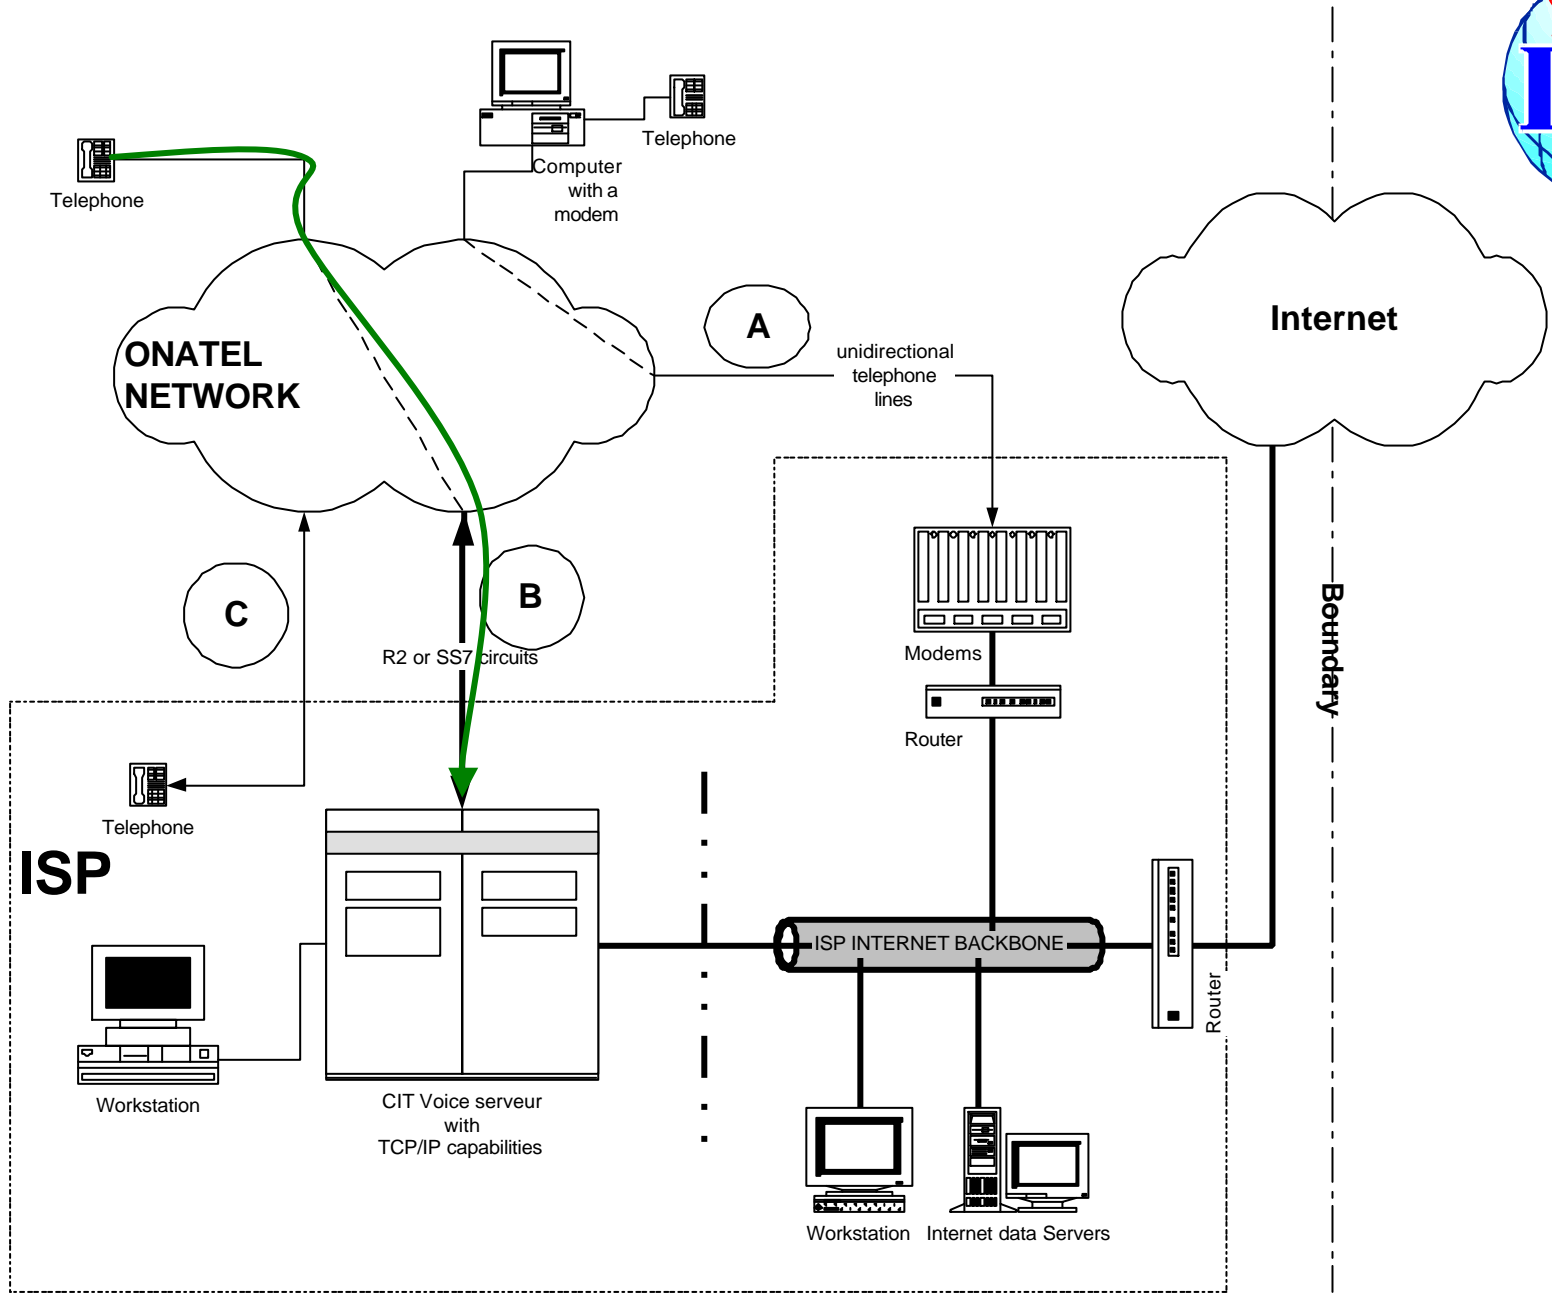 Telephone
Computer
with a
modem
Telephone
ONATEL
NETWORK
A
unidirectional
telephone
lines
Internet
C
B
R2 or SS7 circuits
Boundary
Modems
Router
Telephone
ISP
ISP INTERNET BACKBONE
Router
Workstation
CIT Voice serveur
with
TCP/IP capabilities
Workstation
Internet data Servers